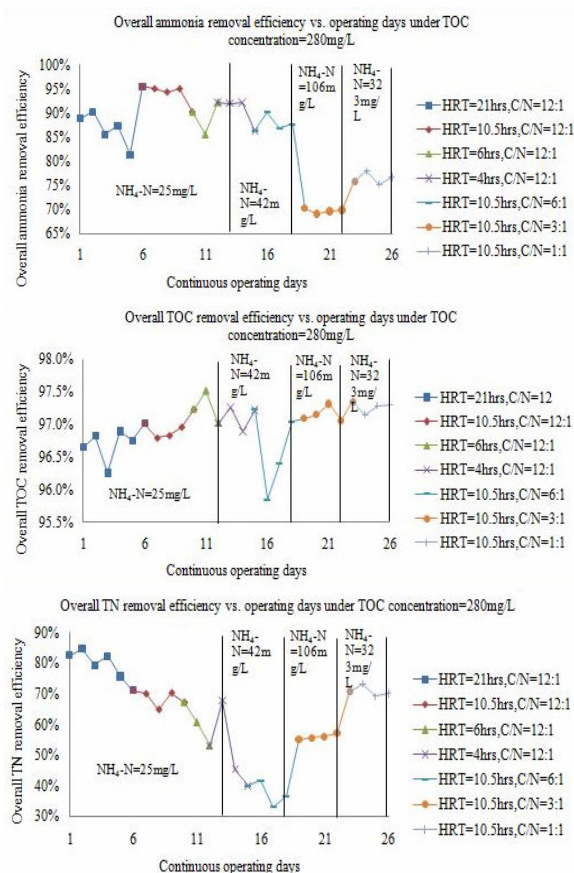 Overall ammonia removal efficiency vs. operating days under TOC
concentration=280mg/L
Overall ammonia removal efficiency
100%
95%
90%
85%
80%
75%
70%
65%
NH₄-N=25mg/L
NH₄-
N=42m
g/L
NH₄-N
=106m
g/L
NH₄-
N=32
3mg/
L
1 6 11 16 21 26
Continuous operating days
HRT=21hrs,C/N=12:1
HRT=10.5hrs,C/N=12:1
HRT=6hrs,C/N=12:1
HRT=4hrs,C/N=12:1
HRT=10.5hrs,C/N=6:1
HRT=10.5hrs,C/N=3:1
HRT=10.5hrs,C/N=1:1
Overall TOC removal efficiency vs. operating days under TOC
concentration=280mg/L
Overall TOC removal efficiency
98.0%
97.5%
97.0%
96.5%
96.0%
95.5%
NH₄-N=25mg/L
NH₄-
N=42m
g/L
NH₄-N
=106m
g/L
NH₄-
N=32
3mg/
L
1 6 11 16 21 26
Continuous operating days
HRT=21hrs,C/N=12
HRT=10.5hrs,C/N=12:1
HRT=6hrs,C/N=12:1
HRT=4hrs,C/N=12:1
HRT=10.5hrs,C/N=6:1
HRT=10.5hrs,C/N=3:1
HRT=10.5hrs,C/N=1:1
Overall TN removal efficiency vs. operating days under TOC concentration=280mg/L
Overall TN removal efficiency
90%
80%
70%
60%
50%
40%
30%
NH₄-N=25mg/L
NH₄-
N=42m
g/L
NH₄-N
=106m
g/L
NH₄-
N=32
3mg/
L
1 6 11 16 21 26
Continuous operating days
HRT=21hrs,C/N=12:1
HRT=10.5hrs,C/N=12:1
HRT=6hrs,C/N=12:1
HRT=4hrs,C/N=12:1
HRT=10.5hrs,C/N=6:1
HRT=10.5hrs,C/N=3:1
HRT=10.5hrs,C/N=1:1